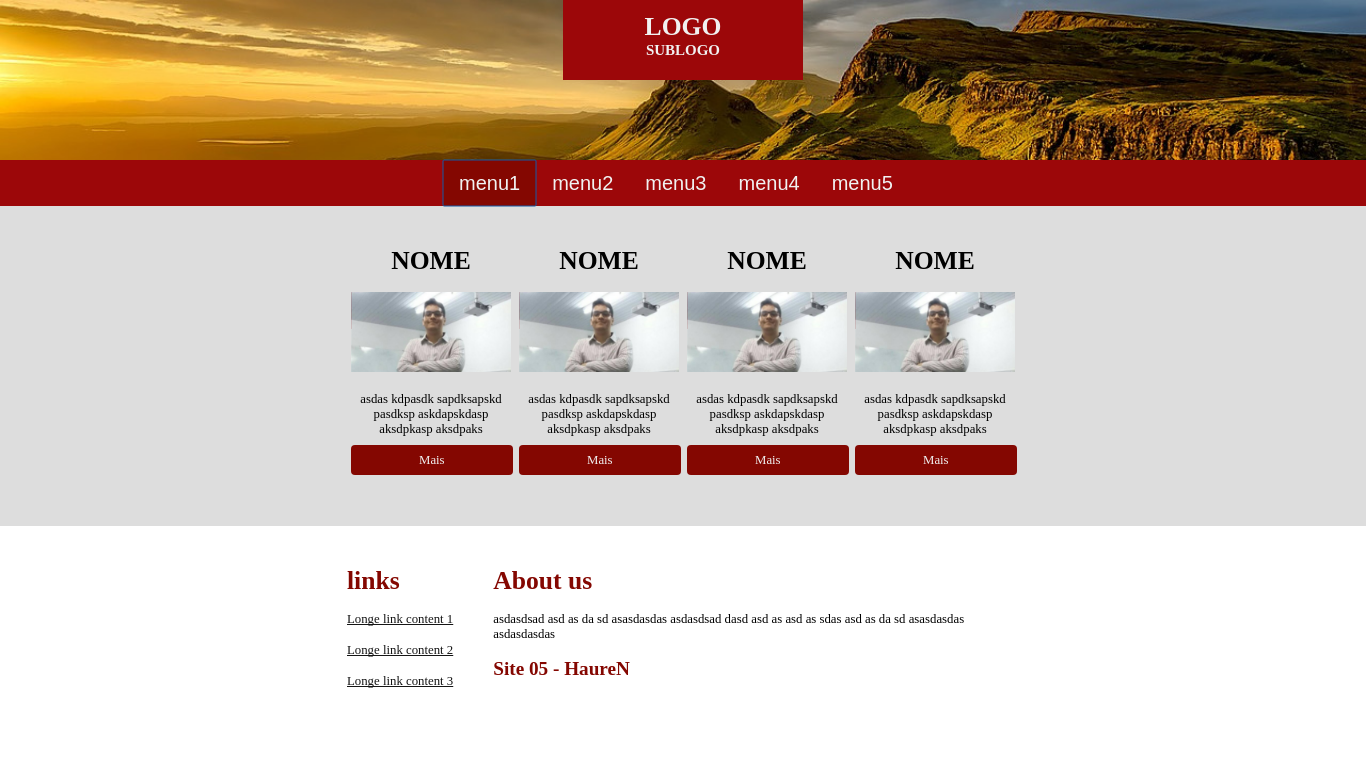 LOGO
SUBLOGO
menu1 menu2 menu3 menu4 menu5
NOME NOME NOME NOME
asdas kdpasdk sapdksapskd
pasdksp askdapskdasp
aksdpkasp aksdpaks
Mais
asdas kdpasdk sapdksapskd
pasdksp askdapskdasp
aksdpkasp aksdpaks
Mais
asdas kdpasdk sapdksapskd
pasdksp askdapskdasp
aksdpkasp aksdpaks
Mais
asdas kdpasdk sapdksapskd
pasdksp askdapskdasp
aksdpkasp aksdpaks
Mais
links
Longe link content 1
Longe link content 2
Longe link content 3
About us
asdasdsad asd as da sd asasdasdas asdasdsad dasd asd as asd as sdas asd as da sd asasdasdas
asdasdasdas
Site 05 - HaureN